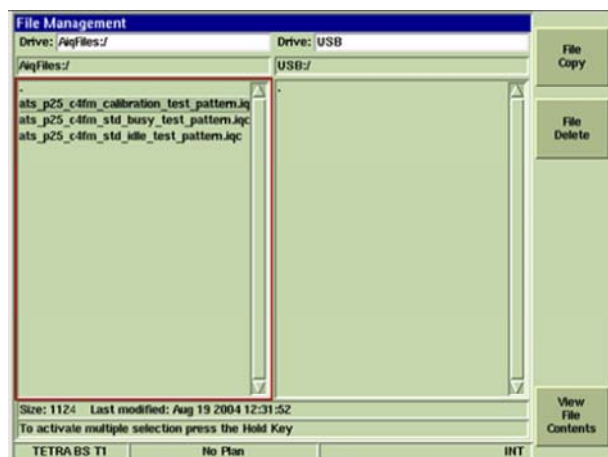 File Management
Drive: AiqFiles:/
Drive: USB
AiqFiles:/
USB:/
.
ats_p25_c4fm_calibration_test_pattern.iq
ats_p25_c4fm_std_busy_test_pattern.iqc
ats_p25_c4fm_std_idle_test_pattern.iqc
.
Size: 1124 Last modified: Aug 19 2004 12:31:52
To activate multiple selection press the Hold Key
TETRA BS T1 No Plan INT
File
Copy
File
Delete
View
File
Contents